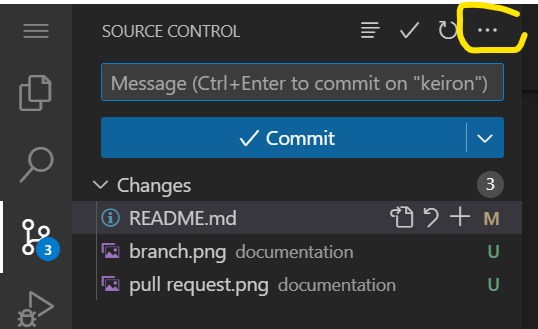 SOURCE CONTROL
Message (Ctrl+Enter to commit on "keiron")
Commit
Changes 3
README.md M
3
branch.png documentation U
pull request.png documentation U